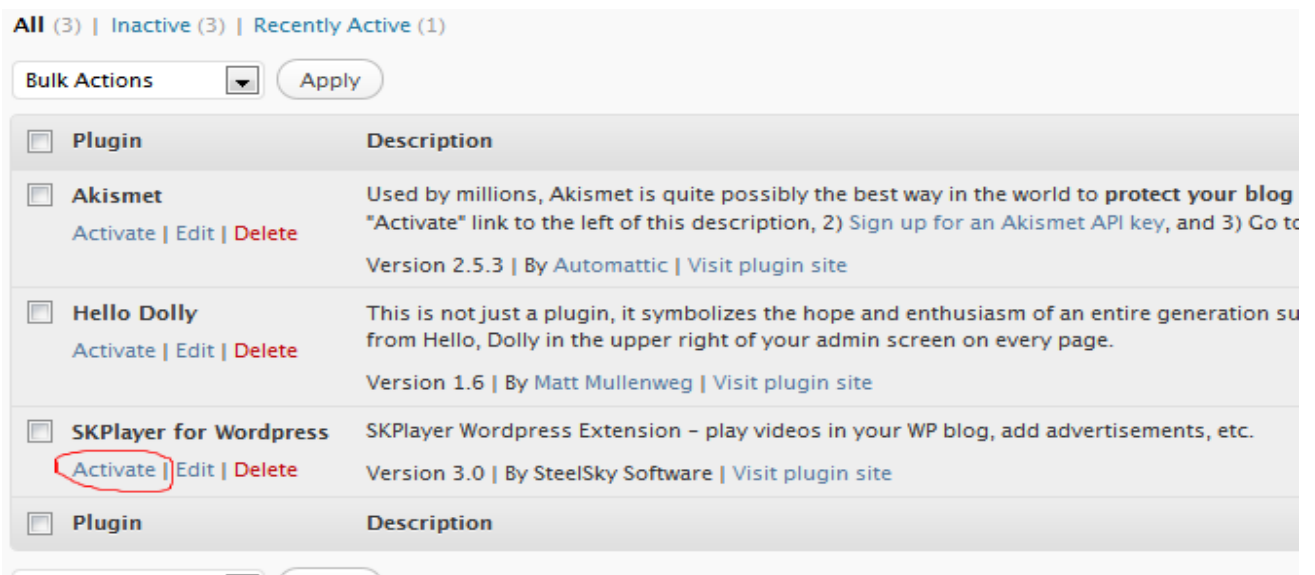 All (3) | Inactive (3) | Recently Active (1)
Bulk Actions Apply
Plugin Description
Akismet Used by millions, Akismet is quite possibly the best way in the world to protect your blog
Activate | Edit | Delete "Activate" link to the left of this description, 2) Sign up for an Akismet API key, and 3) Go to
Version 2.5.3 | By Automattic | Visit plugin site
Hello Dolly This is not just a plugin, it symbolizes the hope and enthusiasm of an entire generation su
Activate | Edit | Delete from Hello, Dolly in the upper right of your admin screen on every page.
Version 1.6 | By Matt Mullenweg | Visit plugin site
SKPlayer for Wordpress SKPlayer Wordpress Extension – play videos in your WP blog, add advertisements, etc.
Activate | Edit | Delete Version 3.0 | By SteelSky Software | Visit plugin site
Plugin Description